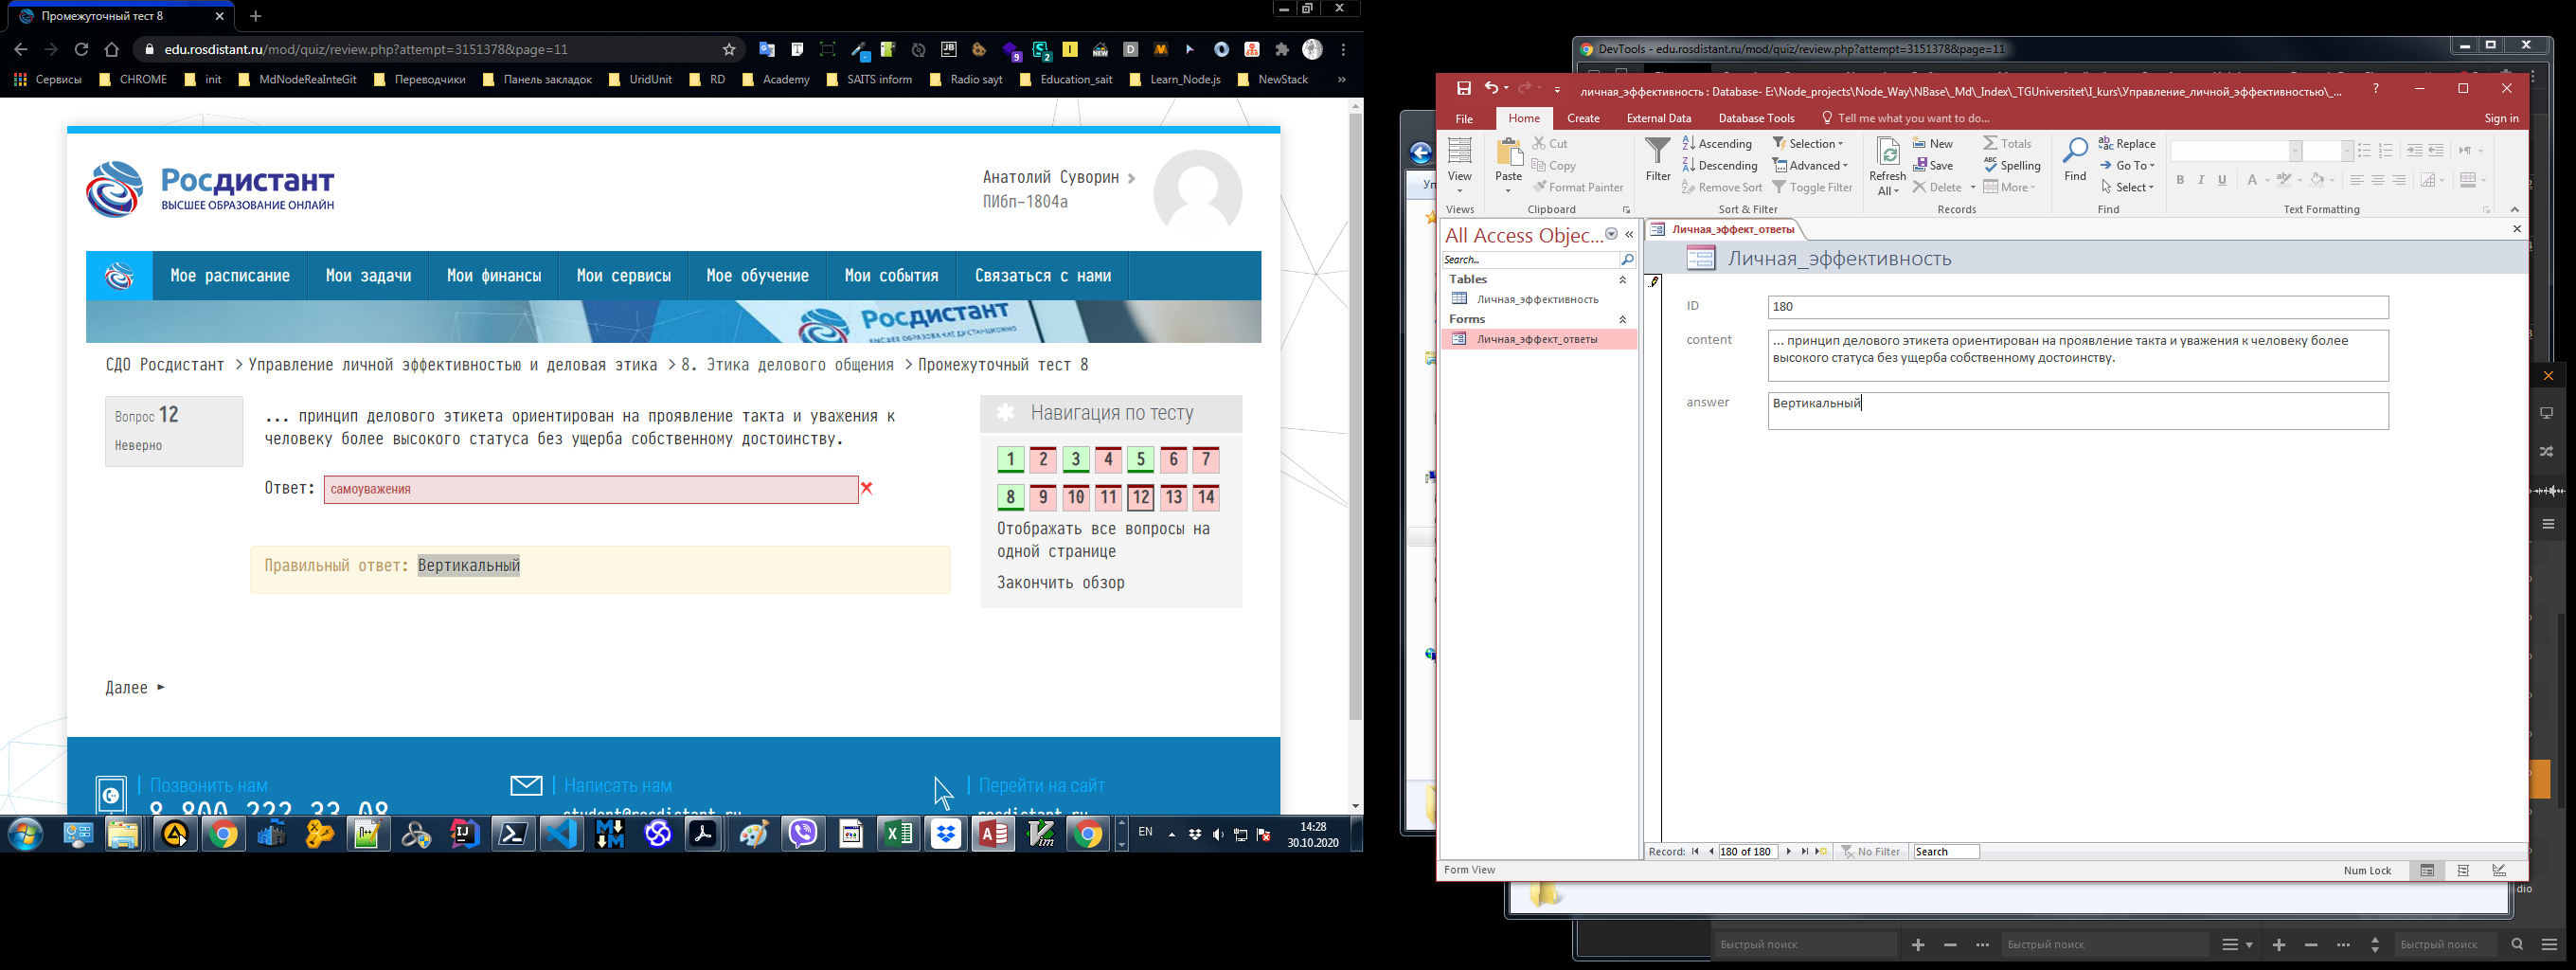 Промежуточный тест 8
edu.rosdistant.ru/mod/quiz/review.php?attempt=3151378&page=11
Сервисы CHROME init MdNodeReaInteGit Переводчики Панель закладок UridUnit RD Academy SAITS inform Radio sayt Education_sait Learn_Node.js NewStack »
Росдистант
ВЫСШЕЕ ОБРАЗОВАНИЕ ОНЛАЙН
Анатолий Суворин
ПИбп-1804а
Мое расписание Мои задачи Мои финансы Мои сервисы Мое обучение Мои события Связаться с нами
Росдистант
СДО Росдистант > Управление личной эффективностью и деловая этика > 8. Этика делового общения > Промежуточный тест 8
Вопрос 12
Неверно
... принцип делового этикета ориентирован на проявление такта и уважения к
человеку более высокого статуса без ущерба собственному достоинству.
Ответ: самоуважения
Правильный ответ: Вертикальный
Навигация по тесту
1 2 3 4 5 6 7
8 9 10 11 12 13 14
Отображать все вопросы на
одной странице
Закончить обзор
Далее ►
Позвонить нам
8 800 222 33 08
Написать нам
student@rosdistant.ru
Перейти на сайт
rosdistant.ru
EN
14:28
30.10.2020
DevTools - edu.rosdistant.ru/mod/quiz/review.php?attempt=3151378&page=11
личная_эффективность : Database- E:\Node_projects\Node_Way\NBase\_Md\_Index\_TGUniversitet\I_kurs\Управление_личной_эффективностью\_...
File Home Create External Data Database Tools Tell me what you want to do... Sign in
View
Views
Paste
Cut
Copy
Format Painter
Clipboard
Filter
Ascending
Descending
Remove Sort
Selection
Advanced
Toggle Filter
Sort & Filter
Refresh
All
New
Save
Delete
Totals
Spelling
More
Records
Find
Replace
Go To
Select
Find
B I U A
Text Formatting
All Access Objec...
Search...
Tables
Личная_эффективность
Forms
Личная_эффект_ответы
Личная_эффект_ответы
Личная_эффективность
ID 180
content ... принцип делового этикета ориентирован на проявление такта и уважения к человеку более
высокого статуса без ущерба собственному достоинству.
answer Вертикальный
Record: 180 of 180 No Filter Search
Form View
Num Lock
dio
Быстрый поиск
Быстрый поиск
Быстрый поиск